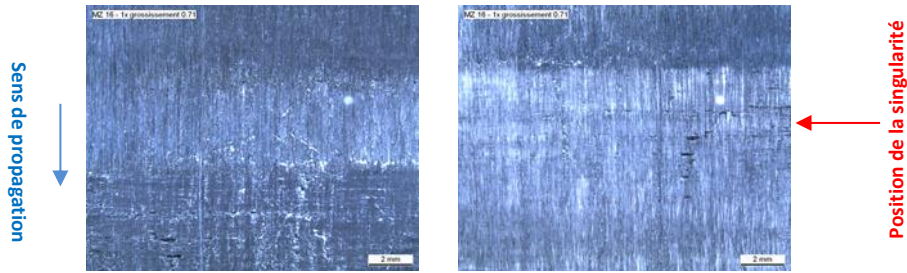 Sens de propagation
MZ 16 - 1x grossissement 0.71
2 mm
MZ 16 - 1x grossissement 0.71
2 mm
Position de la singularité